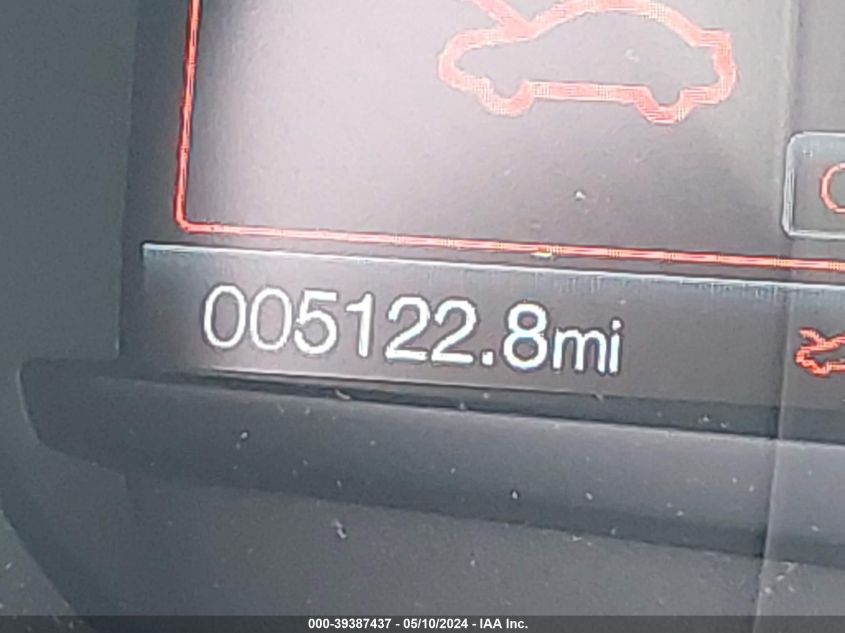 005122.8mi
000-39387437 - 05/10/2024 - IAA Inc.